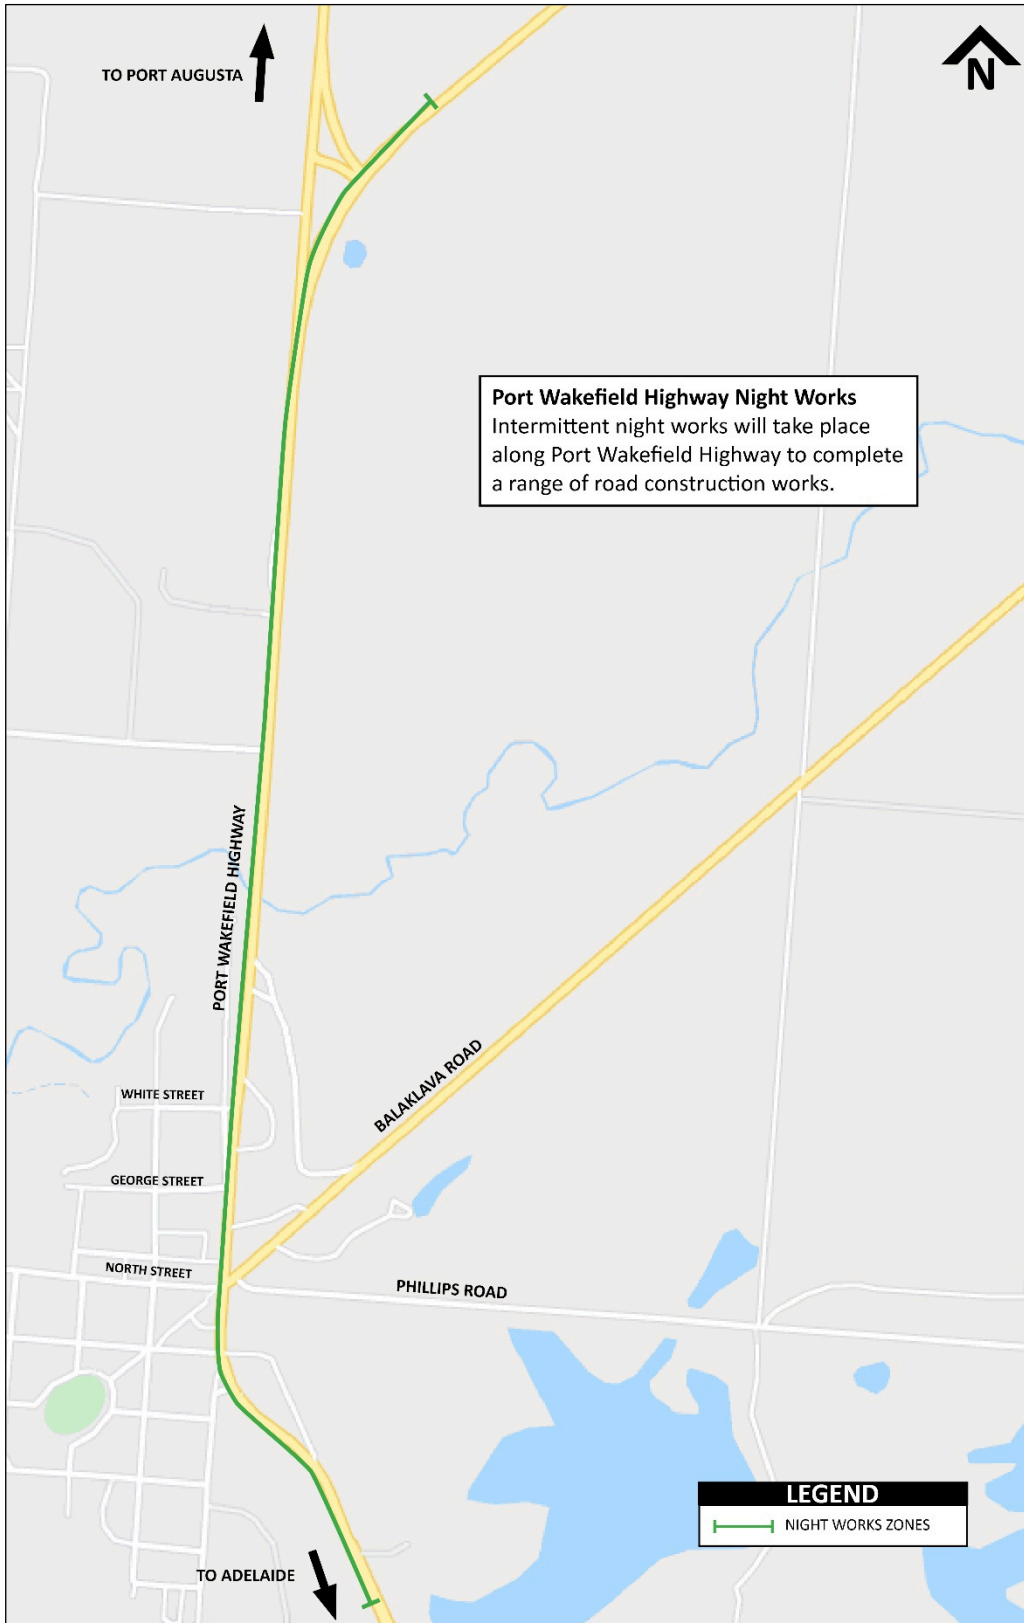 TO PORT AUGUSTA
N
Port Wakefield Highway Night Works
Intermittent night works will take place
along Port Wakefield Highway to complete
a range of road construction works.
PORT WAKEFIELD HIGHWAY
BALAKLAVA ROAD
WHITE STREET
GEORGE STREET
NORTH STREET
PHILLIPS ROAD
LEGEND
NIGHT WORKS ZONES
TO ADELAIDE